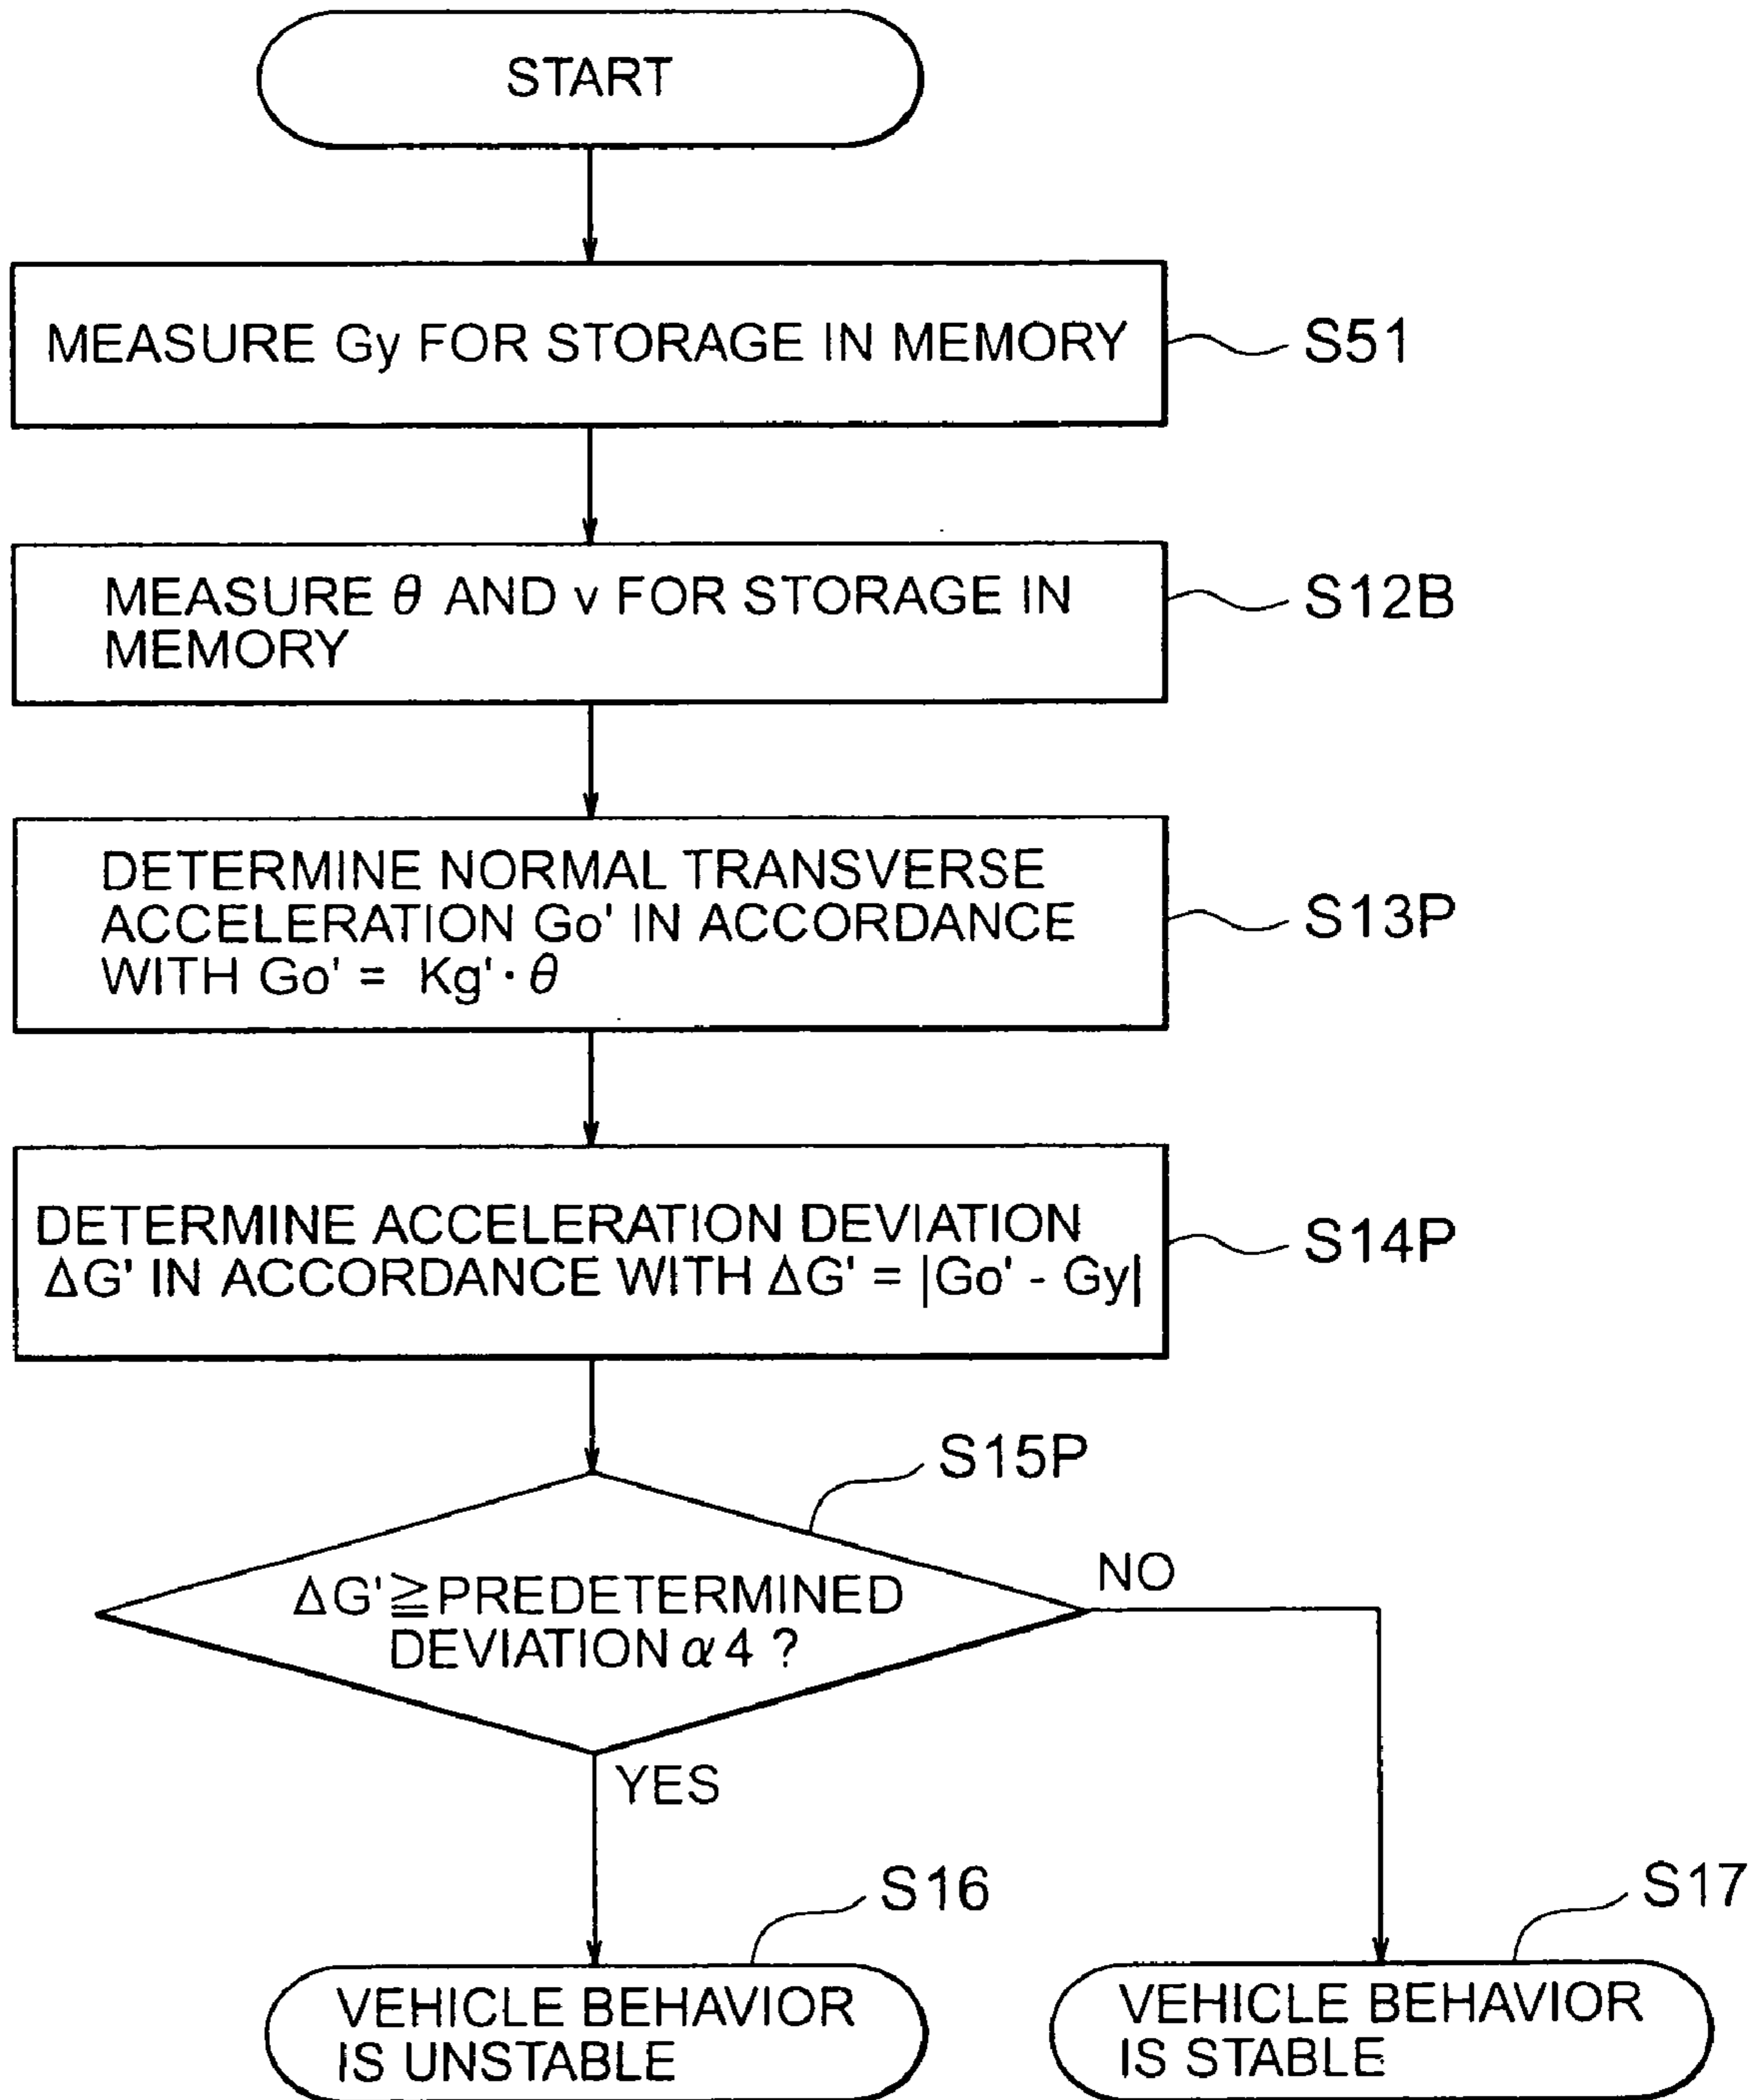 START
MEASURE Gy FOR STORAGE IN MEMORY
S51
MEASURE θ AND v FOR STORAGE IN
MEMORY
S12B
DETERMINE NORMAL TRANSVERSE
ACCELERATION Go' IN ACCORDANCE
WITH Go' = Kg'・θ
S13P
DETERMINE ACCELERATION DEVIATION
ΔG' IN ACCORDANCE WITH ΔG' = |Go' - Gy|
S14P
S15P
ΔG'≧PREDETERMINED
DEVIATION α4 ?
NO
YES
S16
S17
VEHICLE BEHAVIOR
IS UNSTABLE
VEHICLE BEHAVIOR
IS STABLE